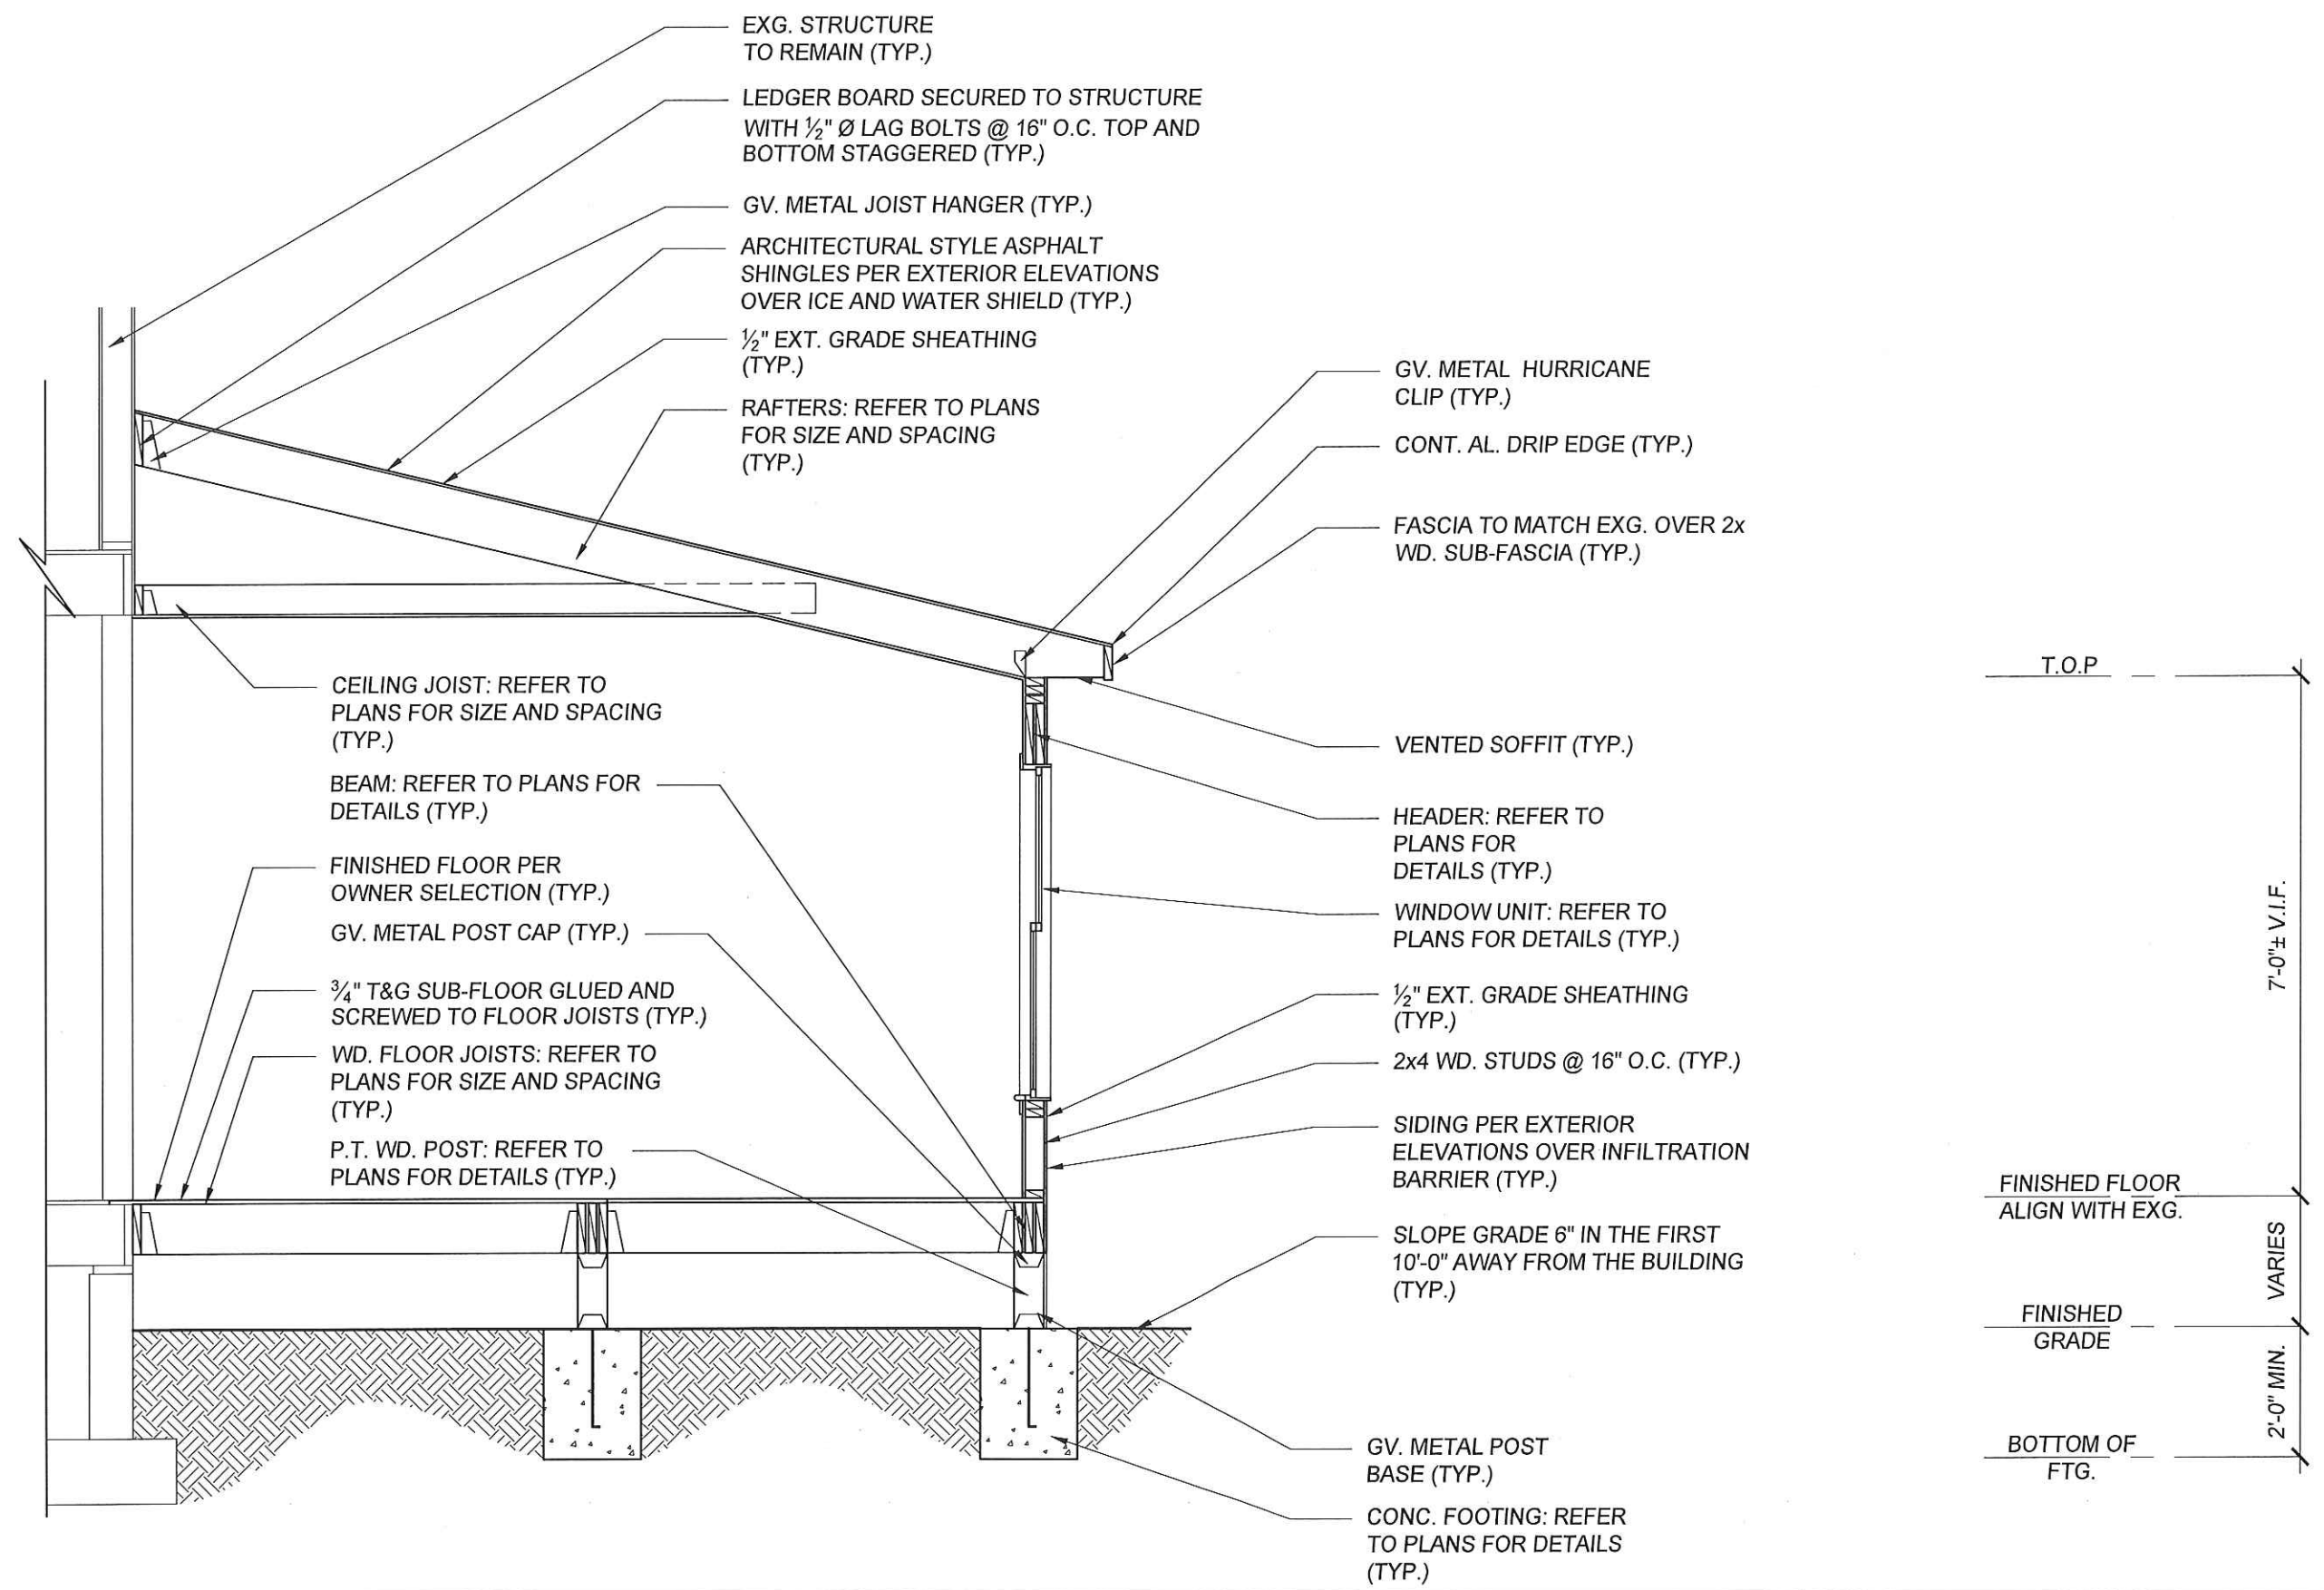 EXG. STRUCTURE
TO REMAIN (TYP.)
LEDGER BOARD SECURED TO STRUCTURE
WITH ½" Ø LAG BOLTS @ 16" O.C. TOP AND
BOTTOM STAGGERED (TYP.)
GV. METAL JOIST HANGER (TYP.)
ARCHITECTURAL STYLE ASPHALT
SHINGLES PER EXTERIOR ELEVATIONS
OVER ICE AND WATER SHIELD (TYP.)
½" EXT. GRADE SHEATHING
(TYP.)
RAFTERS: REFER TO PLANS
FOR SIZE AND SPACING
(TYP.)
GV. METAL HURRICANE
CLIP (TYP.)
CONT. AL. DRIP EDGE (TYP.)
FASCIA TO MATCH EXG. OVER 2x
WD. SUB-FASCIA (TYP.)
CEILING JOIST: REFER TO
PLANS FOR SIZE AND SPACING
(TYP.)
BEAM: REFER TO PLANS FOR
DETAILS (TYP.)
FINISHED FLOOR PER
OWNER SELECTION (TYP.)
GV. METAL POST CAP (TYP.)
¾" T&G SUB-FLOOR GLUED AND
SCREWED TO FLOOR JOISTS (TYP.)
WD. FLOOR JOISTS: REFER TO
PLANS FOR SIZE AND SPACING
(TYP.)
P.T. WD. POST: REFER TO
PLANS FOR DETAILS (TYP.)
VENTED SOFFIT (TYP.)
HEADER: REFER TO
PLANS FOR
DETAILS (TYP.)
WINDOW UNIT: REFER TO
PLANS FOR DETAILS (TYP.)
½" EXT. GRADE SHEATHING
(TYP.)
2x4 WD. STUDS @ 16" O.C. (TYP.)
SIDING PER EXTERIOR
ELEVATIONS OVER INFILTRATION
BARRIER (TYP.)
SLOPE GRADE 6" IN THE FIRST
10'-0" AWAY FROM THE BUILDING
(TYP.)
GV. METAL POST
BASE (TYP.)
CONC. FOOTING: REFER
TO PLANS FOR DETAILS
(TYP.)
T.O.P
7'-0"± V.I.F.
FINISHED FLOOR
ALIGN WITH EXG.
VARIES
FINISHED
GRADE
2'-0" MIN.
BOTTOM OF
FTG.